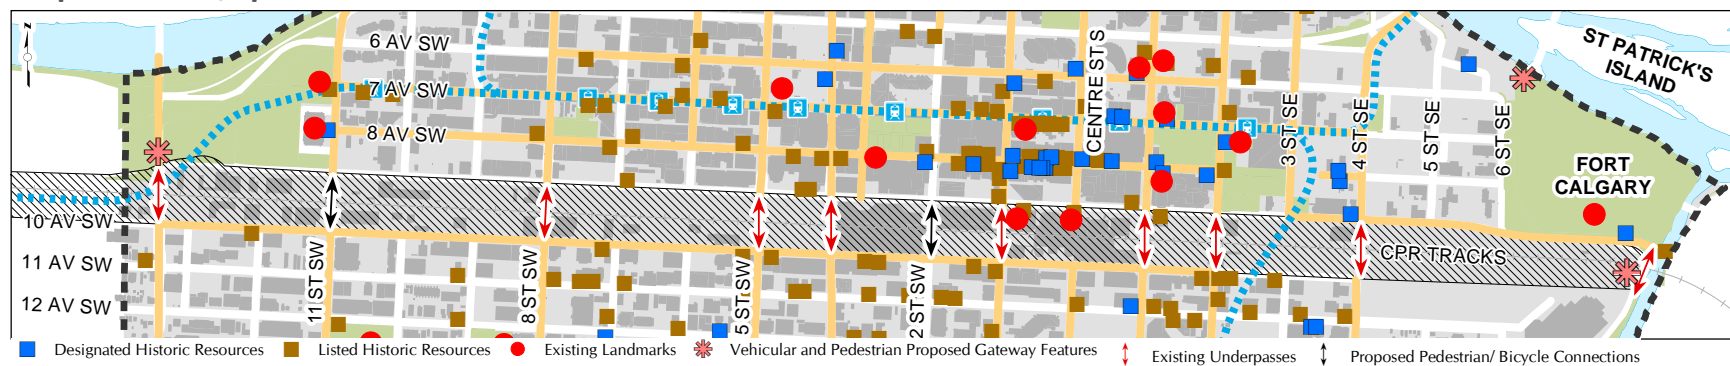 6 AV SW
7 AV SW
8 AV SW
10 AV SW
11 AV SW
12 AV SW
11 ST SW
8 ST SW
5 ST SW
2 ST SW
CENTRE ST S
3 ST SE
4 ST SE
5 ST SE
6 ST SE
ST PATRICK'S
ISLAND
FORT
CALGARY
CPR TRACKS
Designated Historic Resources
Listed Historic Resources
Existing Landmarks
Vehicular and Pedestrian Proposed Gateway Features
Existing Underpasses
Proposed Pedestrian/ Bicycle Connections